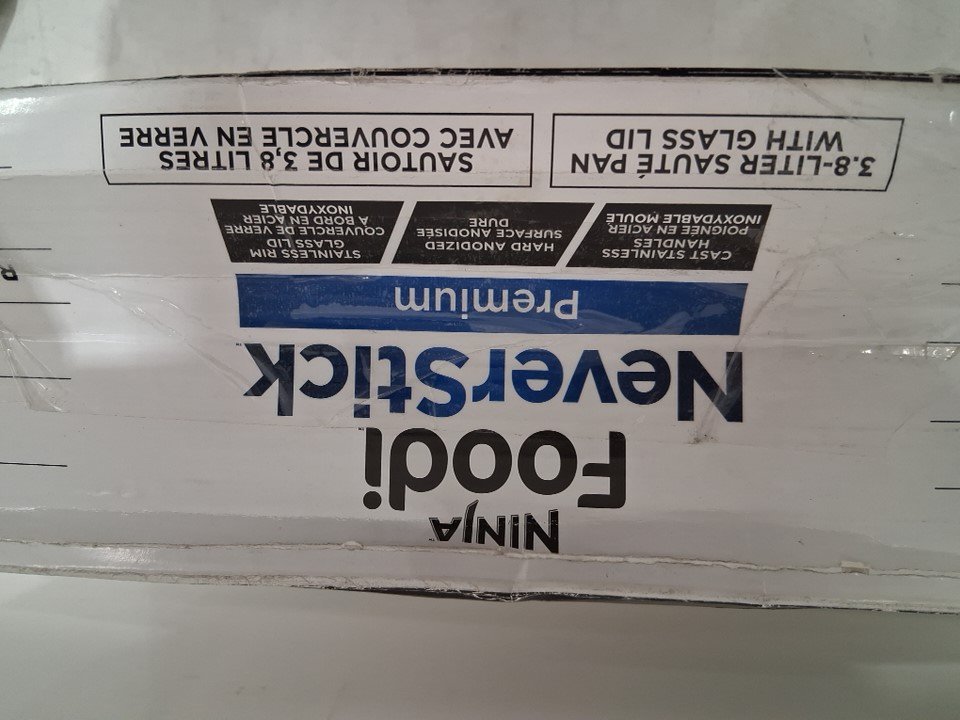 NINJA
Foodi™
NeverStick™
Premium
CAST STAINLESS
HANDLES
POIGNÉE EN ACIER
INOXYDABLE MOULÉ
HARD ANODIZED
SURFACE ANODISÉE
DURE
STAINLESS RIM
GLASS LID
COUVERCLE DE VERRE
À BORD EN ACIER
INOXYDABLE
3.8-LITER SAUTÉ PAN
WITH GLASS LID
SAUTOIR DE 3,8 LITRES
AVEC COUVERCLE EN VERRE
R